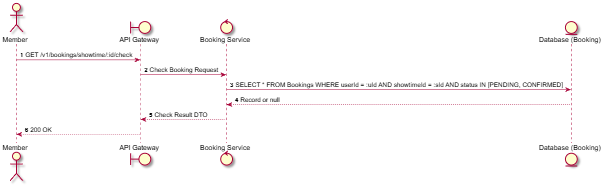 Member API Gateway Booking Service Database (Booking)
1 GET /v1/bookings/showtime/:id/check
2 Check Booking Request
3 SELECT * FROM Bookings WHERE userId = :uId AND showtimeId = :sId AND status IN [PENDING, CONFIRMED]
4 Record or null
5 Check Result DTO
6 200 OK
Member API Gateway Booking Service Database (Booking)